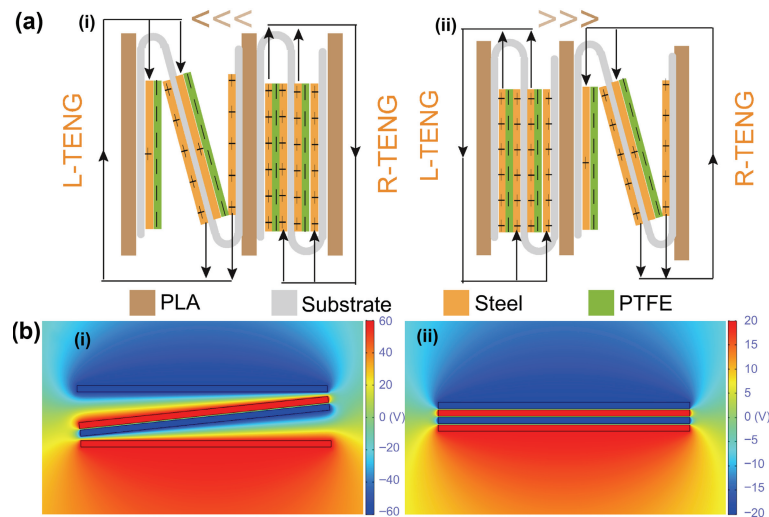 (a)
(i)
<<<
(ii)
>>>
L-TENG
R-TENG
L-TENG
R-TENG
PLA
Substrate
Steel
PTFE
(b)
(i)
60
40
20
0 (V)
−20
−40
−60
(ii)
20
15
10
5
0 (V)
−5
−10
−15
−20